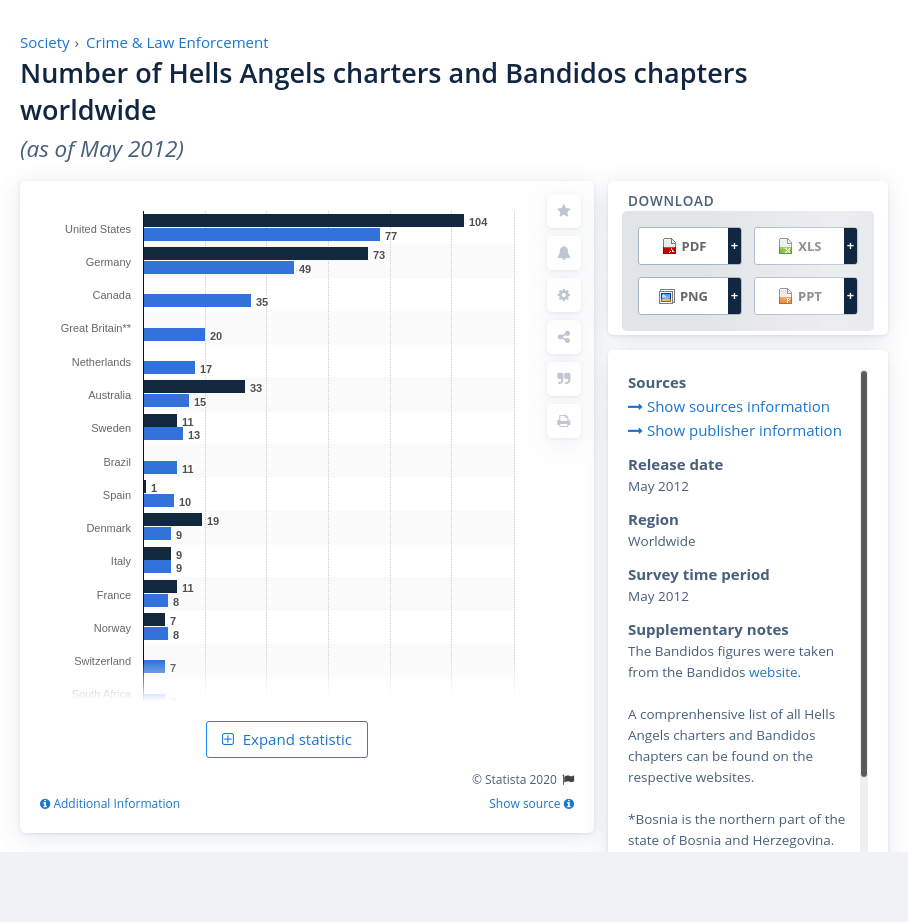 Society › Crime & Law Enforcement
Number of Hells Angels charters and Bandidos chapters
worldwide
(as of May 2012)
United States 104
77
Germany 73
49
Canada 35
Great Britain** 20
Netherlands 17
Australia 33
15
Sweden 11
13
Brazil 11
Spain 1
10
Denmark 19
9
Italy 9
9
France 11
8
Norway 7
8
Switzerland 7
South Africa
Expand statistic
© Statista 2020
Additional Information Show source
DOWNLOAD
PDF + XLS +
PNG + PPT +
Sources
Show sources information
Show publisher information
Release date
May 2012
Region
Worldwide
Survey time period
May 2012
Supplementary notes
The Bandidos figures were taken
from the Bandidos website.
A comprenhensive list of all Hells
Angels charters and Bandidos
chapters can be found on the
respective websites.
*Bosnia is the northern part of the
state of Bosnia and Herzegovina.